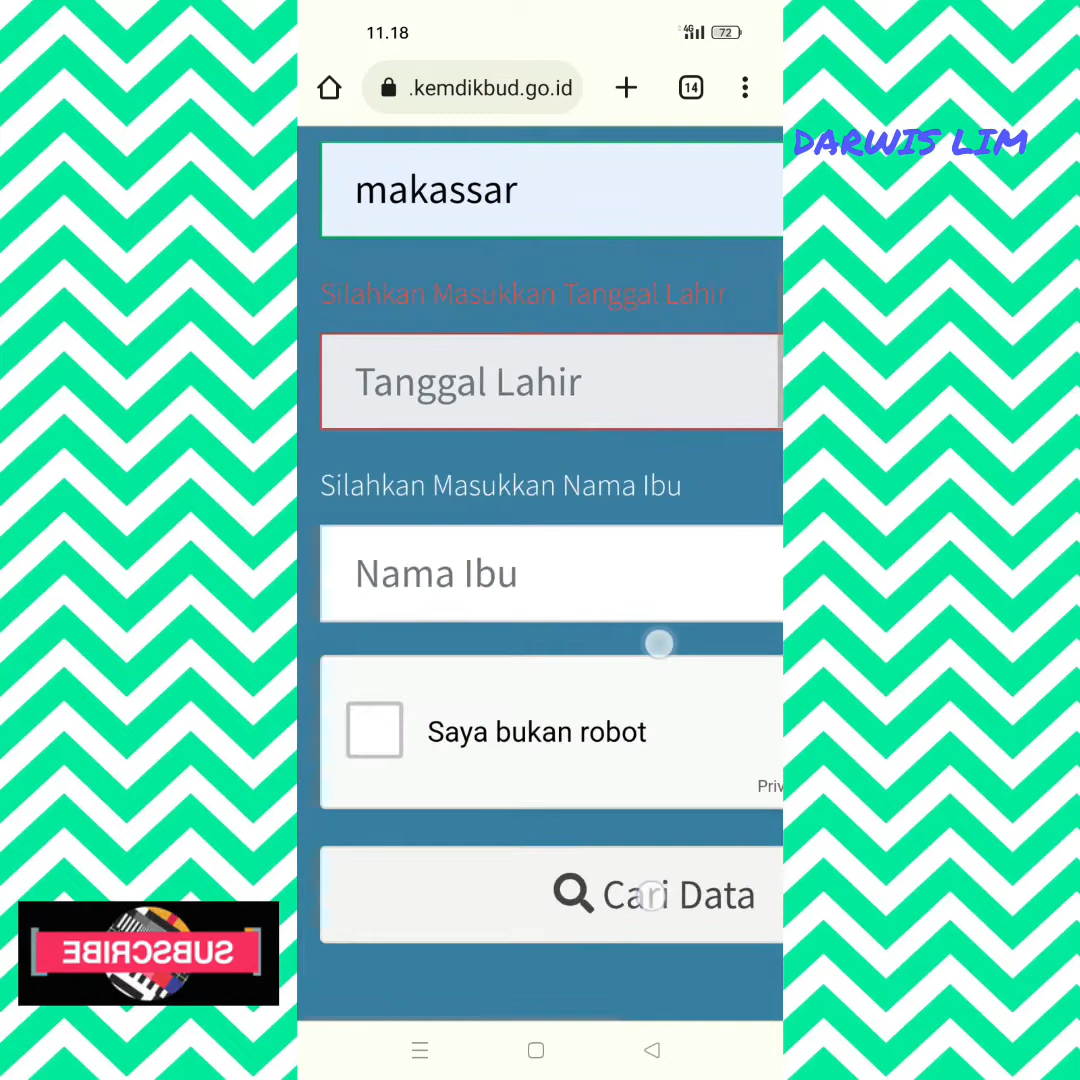 11.18
4G
72
.kemdikbud.go.id
14
DARWIS LIM
makassar
Silahkan Masukkan Tanggal Lahir
Tanggal Lahir
Silahkan Masukkan Nama Ibu
Nama Ibu
Saya bukan robot
Priv
Cari Data
SUBSCRIBE